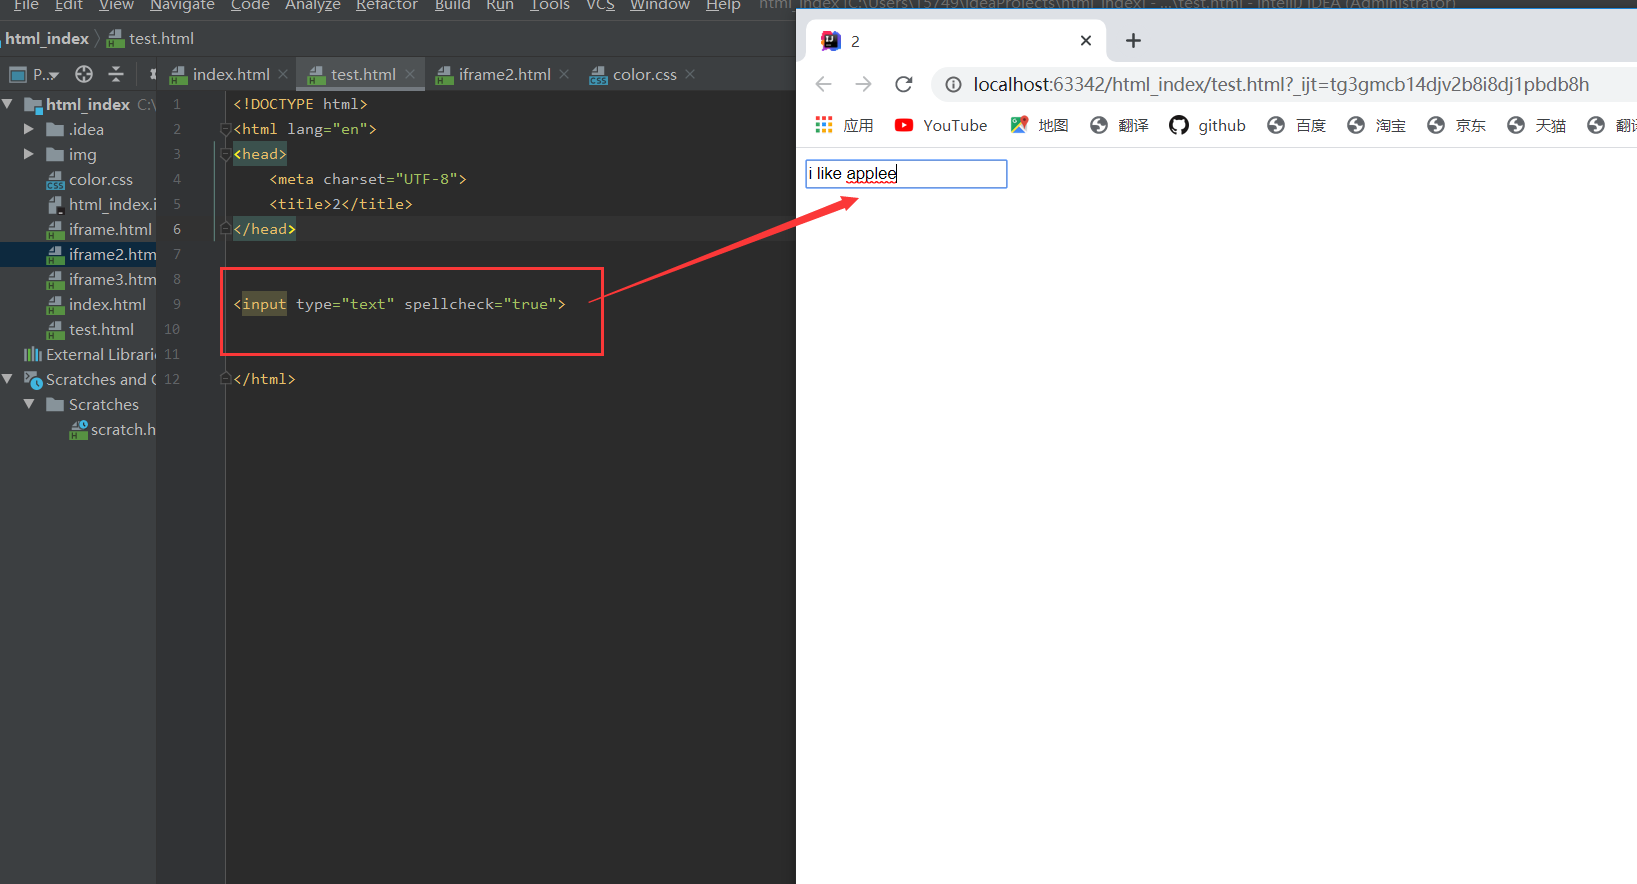 File Edit View Navigate Code Analyze Refactor Build Run Tools VCS Window Help html_index [C:\Users\15749\IdeaProjects\html_index] - ...\test.html - IntelliJ IDEA (Administrator)
html_index test.html
P.. index.html test.html iframe2.html color.css
html_index C:\
.idea
img
color.css
html_index.i
iframe.html
iframe2.htm
iframe3.htm
index.html
test.html
External Librari
Scratches and C
Scratches
scratch.h
1 <!DOCTYPE html>
2 <html lang="en">
3 <head>
4 <meta charset="UTF-8">
5 <title>2</title>
6 </head>
7
8
9 <input type="text" spellcheck="true">
10
11
12 </html>
2
localhost:63342/html_index/test.html?_ijt=tg3gmcb14djv2b8i8dj1pbdb8h
应用 YouTube 地图 翻译 github 百度 淘宝 京东 天猫 翻译
i like applee